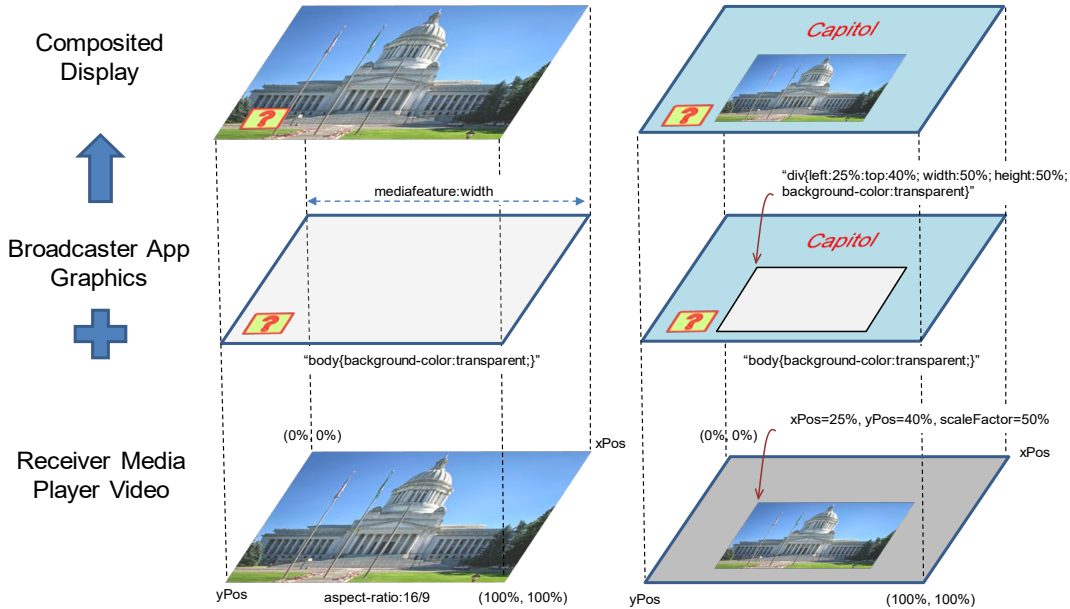 Composited
Display
?
Capitol
?
"div{left:25%:top:40%; width:50%; height:50%;
background-color:transparent}"
mediafeature:width
Broadcaster App
Graphics
?
Capitol
?
"body{background-color:transparent;}"
"body{background-color:transparent;}"
xPos=25%, yPos=40%, scaleFactor=50%
(0%, 0%)
(0%, 0%)
xPos
xPos
Receiver Media
Player Video
yPos
aspect-ratio:16/9
(100%, 100%)
yPos
(100%, 100%)